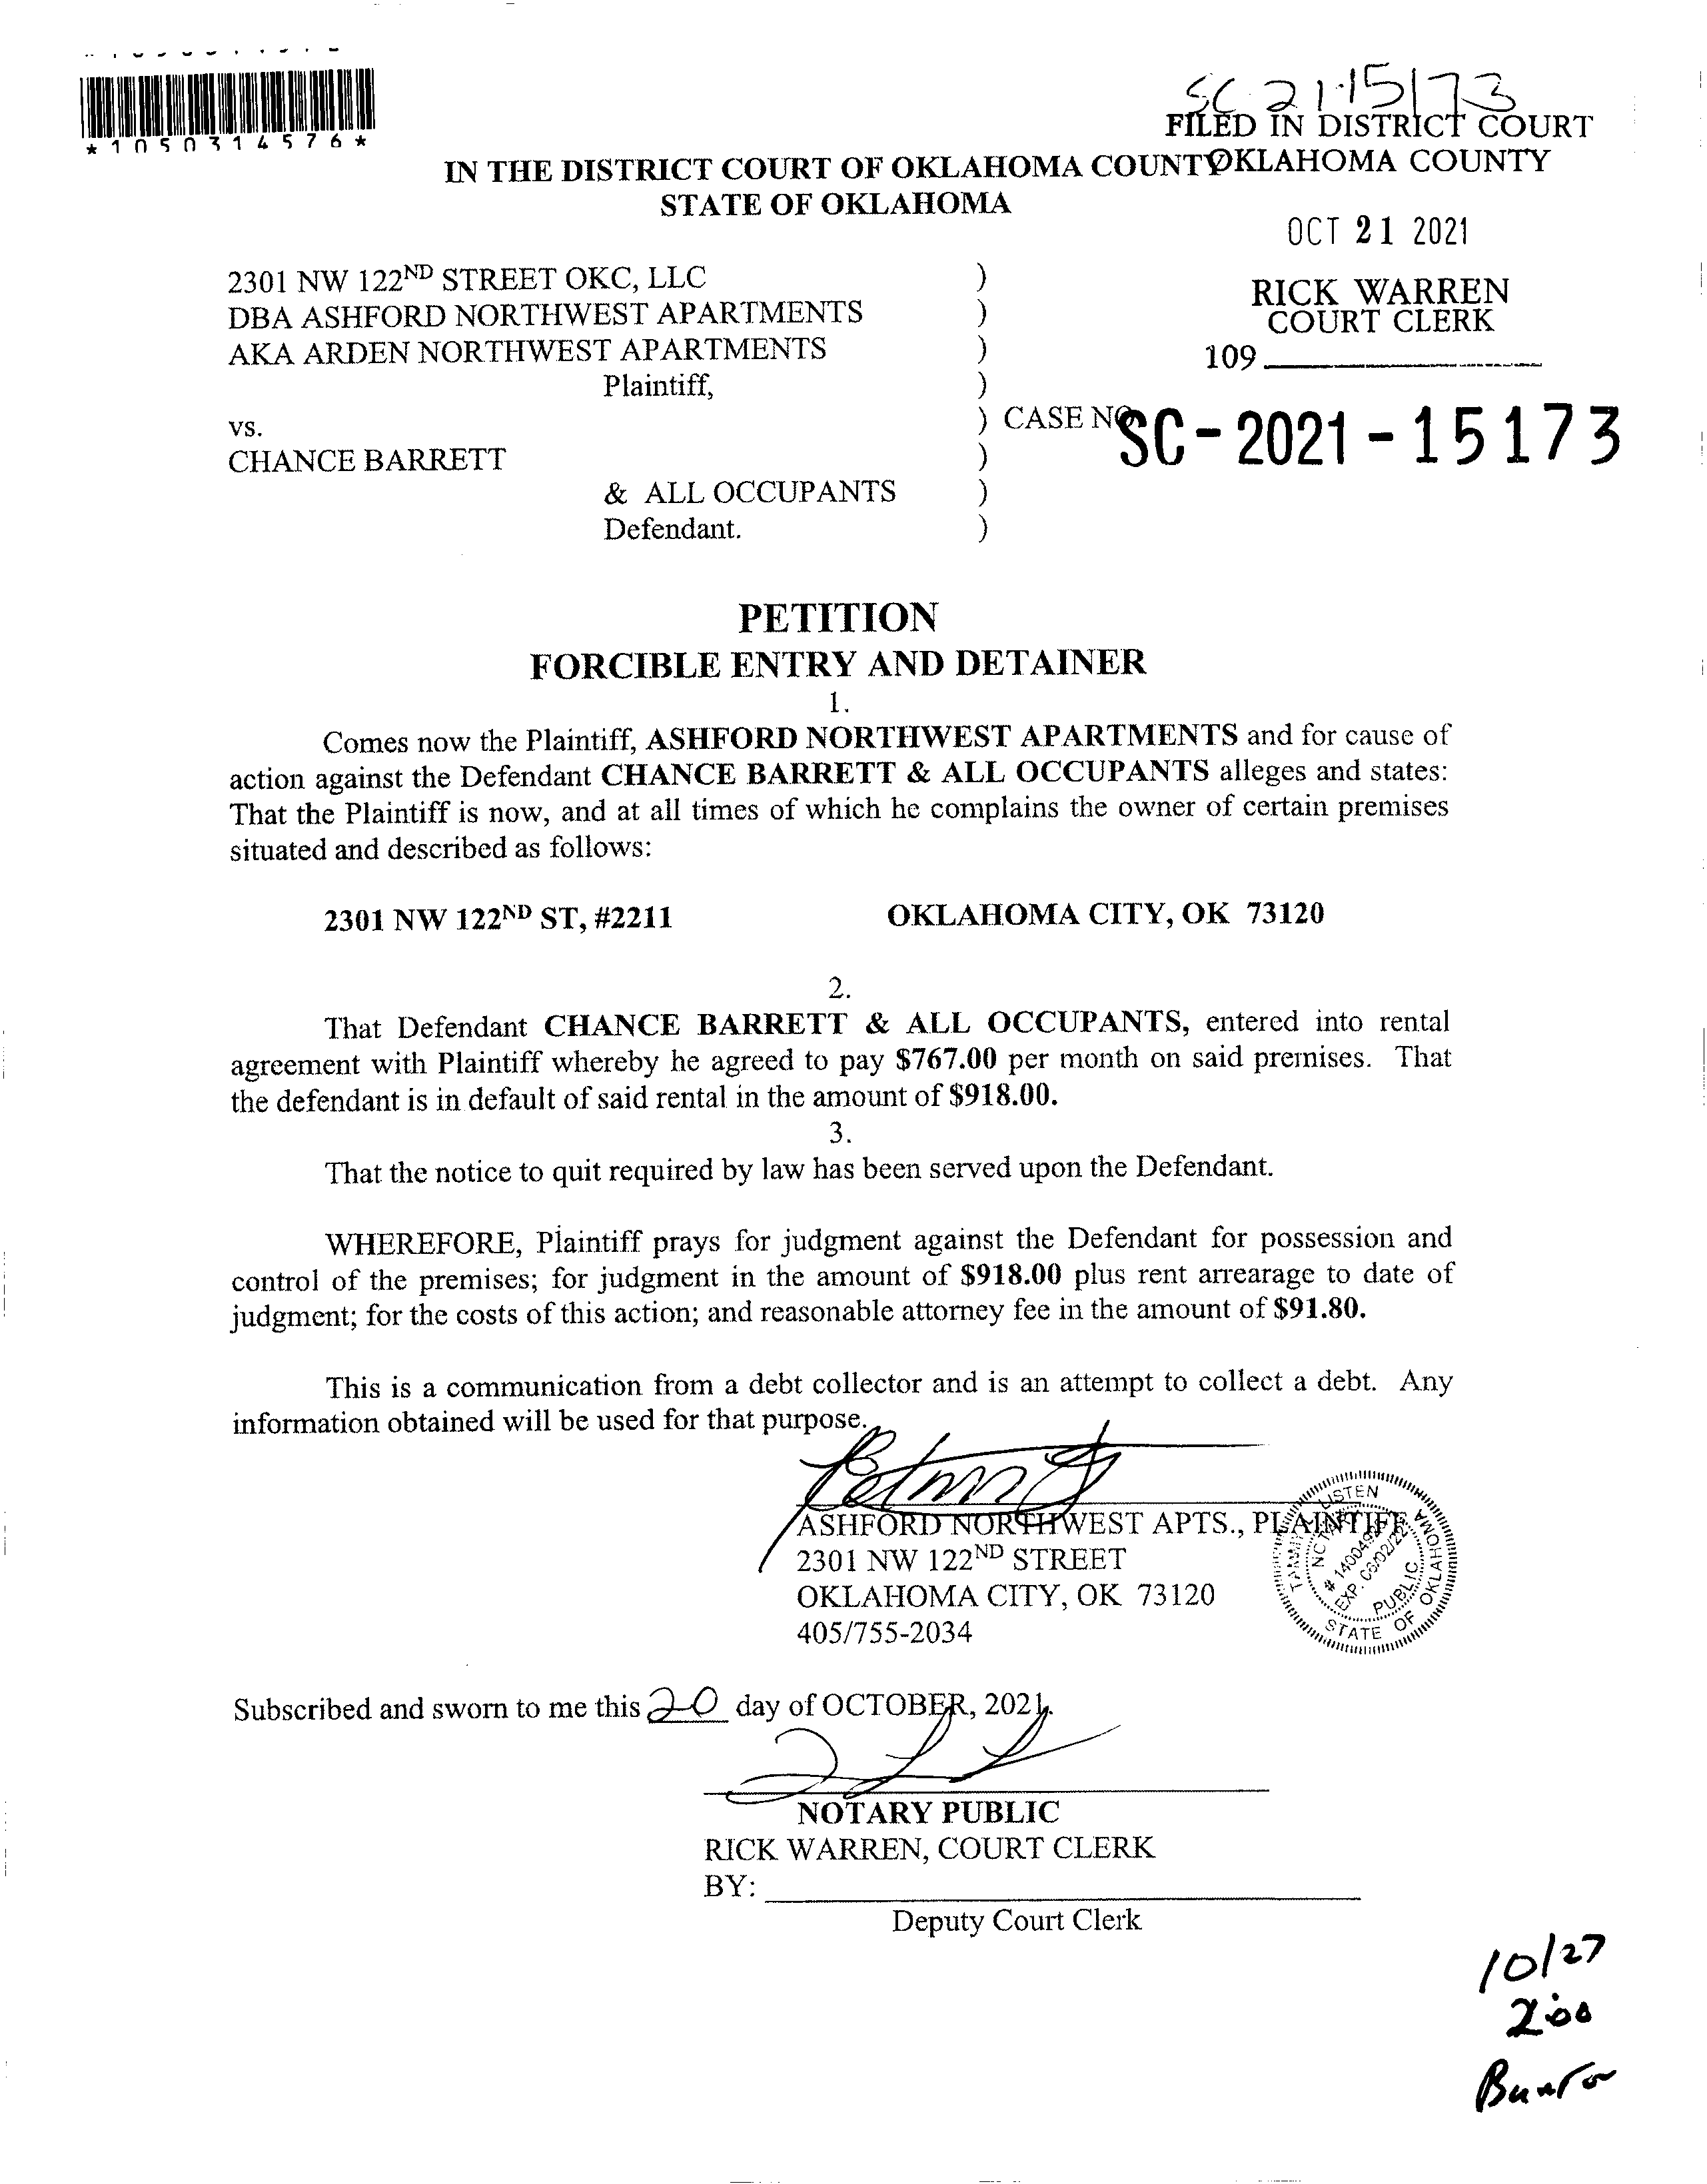 *1050314576*
SC 21-15173
FILED IN DISTRICT COURT
OKLAHOMA COUNTY
IN THE DISTRICT COURT OF OKLAHOMA COUNTY
STATE OF OKLAHOMA
OCT 21 2021
RICK WARREN
COURT CLERK
109
2301 NW 122ND STREET OKC, LLC )
DBA ASHFORD NORTHWEST APARTMENTS )
AKA ARDEN NORTHWEST APARTMENTS )
Plaintiff, )
vs. ) CASE NO. SC-2021-15173
CHANCE BARRETT )
& ALL OCCUPANTS )
Defendant. )
PETITION
FORCIBLE ENTRY AND DETAINER
1.
Comes now the Plaintiff, ASHFORD NORTHWEST APARTMENTS and for cause of
action against the Defendant CHANCE BARRETT & ALL OCCUPANTS alleges and states:
That the Plaintiff is now, and at all times of which he complains the owner of certain premises
situated and described as follows:
2301 NW 122ND ST, #2211 OKLAHOMA CITY, OK 73120
2.
That Defendant CHANCE BARRETT & ALL OCCUPANTS, entered into rental
agreement with Plaintiff whereby he agreed to pay $767.00 per month on said premises. That
the defendant is in default of said rental in the amount of $918.00.
3.
That the notice to quit required by law has been served upon the Defendant.
WHEREFORE, Plaintiff prays for judgment against the Defendant for possession and
control of the premises; for judgment in the amount of $918.00 plus rent arrearage to date of
judgment; for the costs of this action; and reasonable attorney fee in the amount of $91.80.
This is a communication from a debt collector and is an attempt to collect a debt. Any
information obtained will be used for that purpose.
ASHFORD NORTHWEST APTS., PLAINTIFF
2301 NW 122ND STREET
OKLAHOMA CITY, OK 73120
405/755-2034
EXP. 06/02/22
PUBLIC
STATE OF OKLAHOMA
Subscribed and sworn to me this 20 day of OCTOBER, 2021.
NOTARY PUBLIC
RICK WARREN, COURT CLERK
BY:
Deputy Court Clerk
10/27
2:00